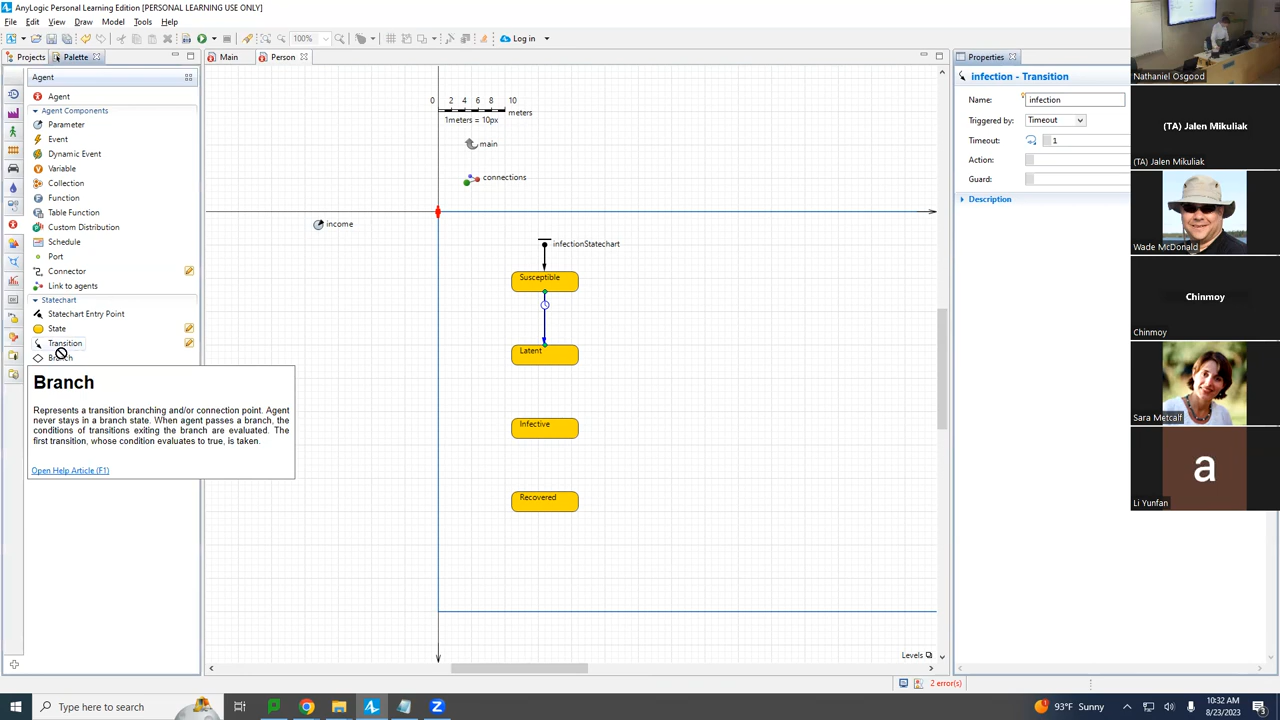 AnyLogic Personal Learning Edition [PERSONAL LEARNING USE ONLY]
File Edit View Draw Model Tools Help
100% Log in
Projects Palette Main Person Properties
Agent
Agent
Agent Components
Parameter
Event
Dynamic Event
Variable
Collection
Function
Table Function
Custom Distribution
Schedule
Port
Connector
Link to agents
Statechart
Statechart Entry Point
State
Transition
Branch
Branch
Represents a transition branching and/or connection point. Agent
never stays in a branch state. When agent passes a branch, the
conditions of transitions exiting the branch are evaluated. The
first transition, whose condition evaluates to true, is taken.
Open Help Article (F1)
0 2 4 6 8 10
meters
1meters = 10px
main
connections
income
infectionStatechart
Susceptible
Latent
Infective
Recovered
Levels
infection - Transition
Name: infection
Triggered by: Timeout
Timeout: 1
Action:
Guard:
Description
Nathaniel Osgood
(TA) Jalen Mikuliak
(TA) Jalen Mikuliak
Wade McDonald
Chinmoy
Chinmoy
Sara Metcalf
a
Li Yunfan
2 error(s)
Type here to search
93°F Sunny
10:32 AM
8/23/2023
3